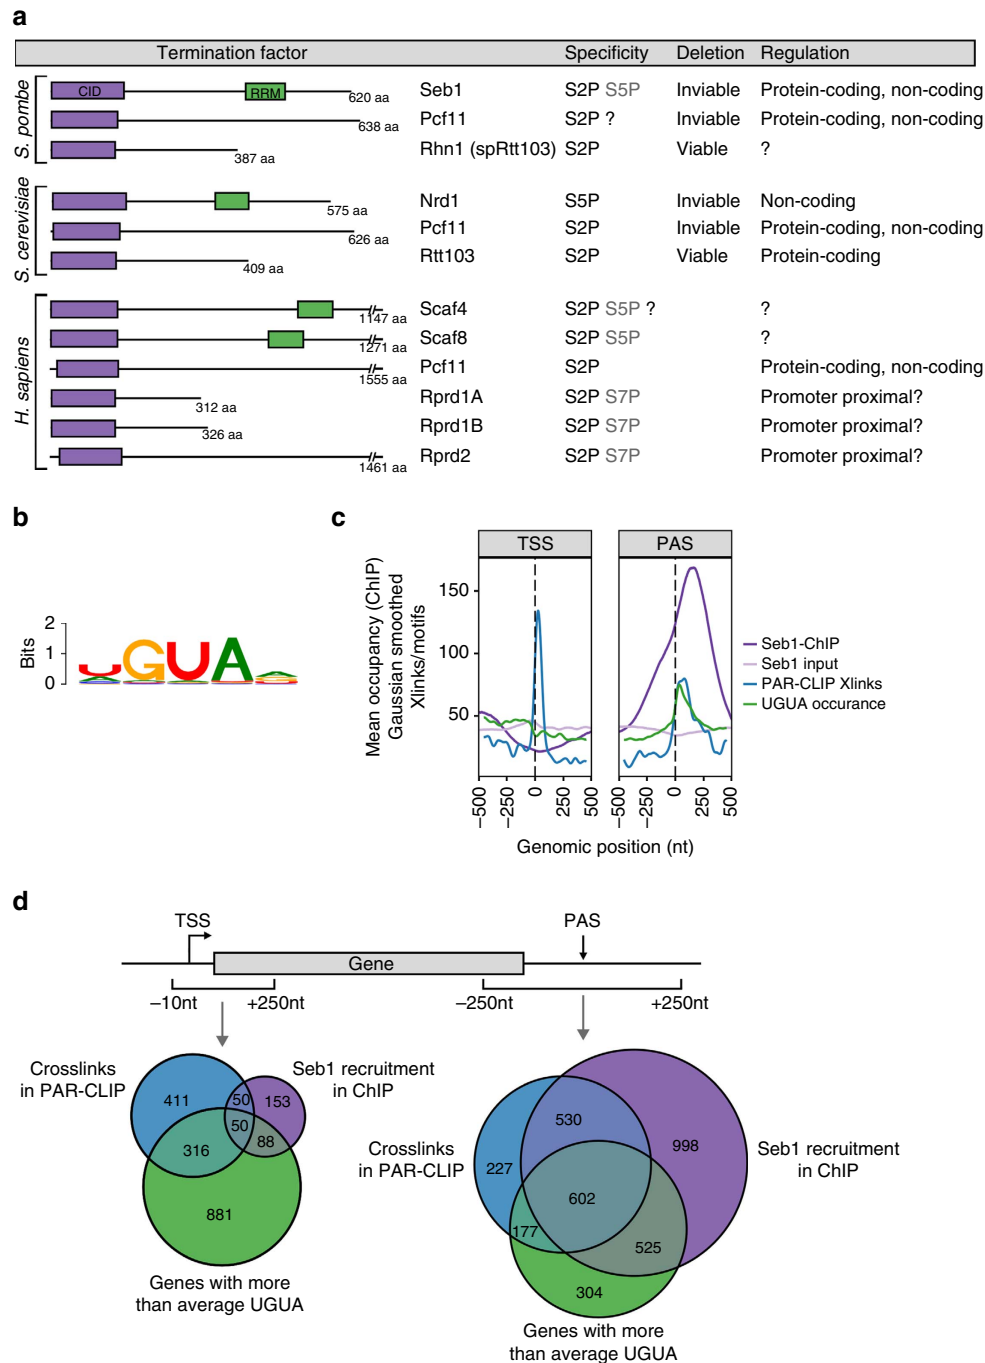 a
Termination factor Specificity Deletion Regulation
S. pombe
CID RRM 620 aa Seb1 S2P S5P Inviable Protein-coding, non-coding
638 aa Pcf11 S2P ? Inviable Protein-coding, non-coding
387 aa Rhn1 (spRtt103) S2P Viable ?
S. cerevisiae
575 aa Nrd1 S5P Inviable Non-coding
626 aa Pcf11 S2P Inviable Protein-coding, non-coding
409 aa Rtt103 S2P Viable Protein-coding
H. sapiens
1147 aa Scaf4 S2P S5P ? ?
1271 aa Scaf8 S2P S5P ?
1555 aa Pcf11 S2P Protein-coding, non-coding
312 aa Rprd1A S2P S7P Promoter proximal?
326 aa Rprd1B S2P S7P Promoter proximal?
1461 aa Rprd2 S2P S7P Promoter proximal?
b
Bits
2
1
0
UGUA
c
Mean occupancy (ChIP)
Gaussian smoothed
Xlinks/motifs
TSS PAS
150
100
50
–500 –250 0 250 500 –500 –250 0 250 500
Genomic position (nt)
Seb1-ChIP
Seb1 input
PAR-CLIP Xlinks
UGUA occurance
d
TSS PAS
Gene
–10nt +250nt –250nt +250nt
Crosslinks
in PAR-CLIP
Seb1 recruitment
in ChIP
411 50 153
50 88
316
881
Genes with more
than average UGUA
Crosslinks
in PAR-CLIP
Seb1 recruitment
in ChIP
530 998
227
602
177 525
304
Genes with more
than average UGUA